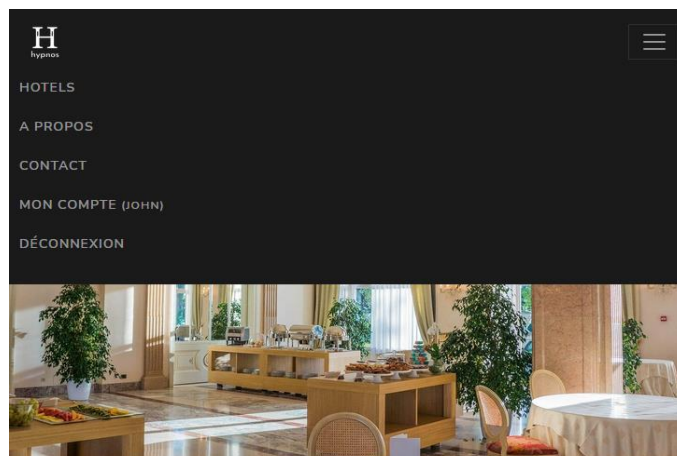 H
hypnos
HOTELS
A PROPOS
CONTACT
MON COMPTE (JOHN)
DÉCONNEXION